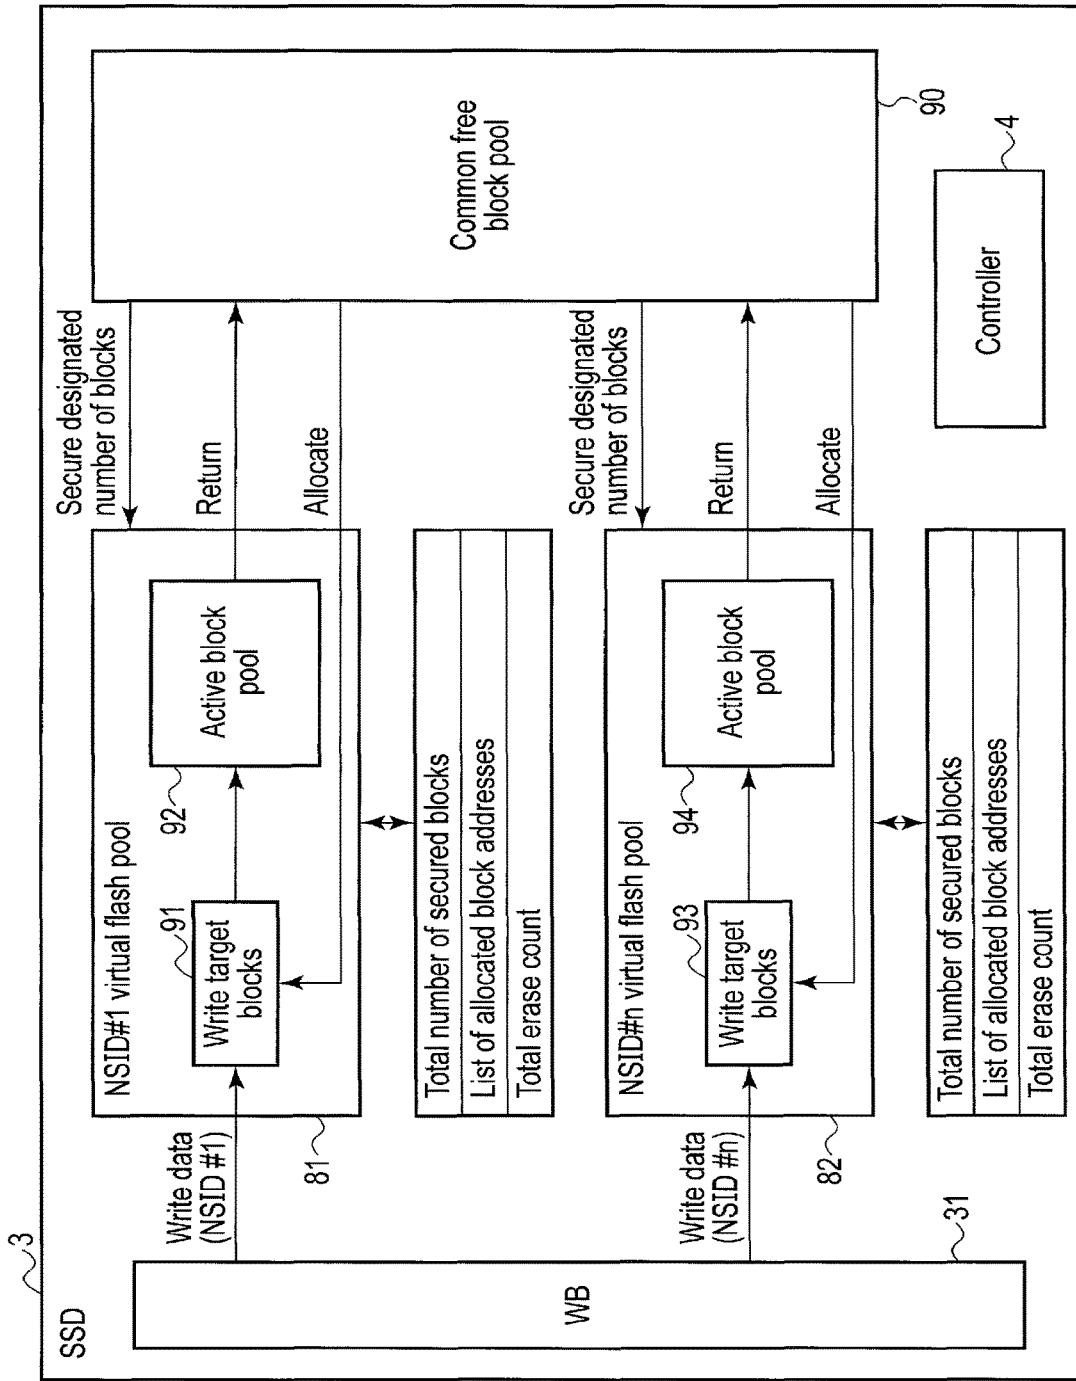 3
SSD
WB
31
Write data
(NSID #1)
81
NSID#1 virtual flash pool
91
Write target
blocks
92
Active block
pool
Secure designated
number of blocks
Return
Allocate
Total number of secured blocks
List of allocated block addresses
Total erase count
Common free
block pool
90
Write data
(NSID #n)
82
NSID#n virtual flash pool
93
Write target
blocks
94
Active block
pool
Secure designated
number of blocks
Return
Allocate
Total number of secured blocks
List of allocated block addresses
Total erase count
4
Controller